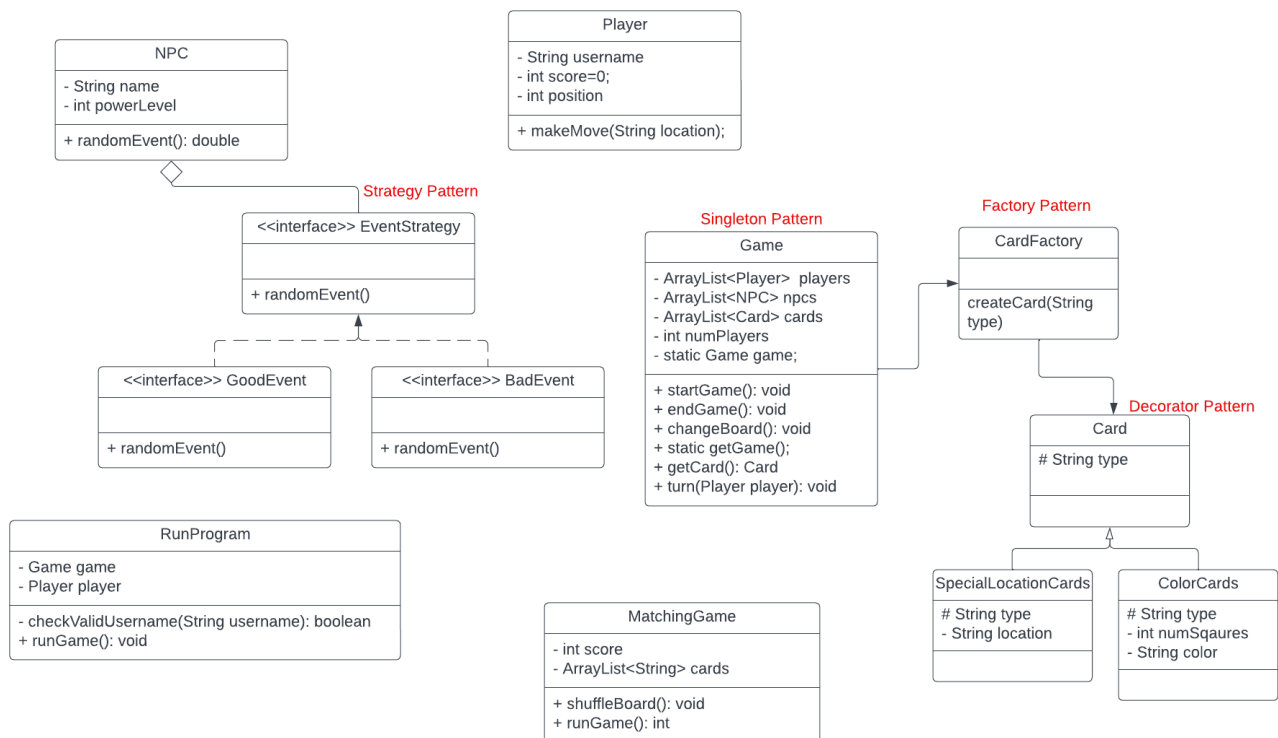 Player
- String username
- int score=0;
- int position
+ makeMove(String location);
NPC
- String name
- int powerLevel
+ randomEvent(): double
Strategy Pattern
<<interface>> EventStrategy
+ randomEvent()
<<interface>> GoodEvent
+ randomEvent()
<<interface>> BadEvent
+ randomEvent()
Singleton Pattern
Game
- ArrayList<Player> players
- ArrayList<NPC> npcs
- ArrayList<Card> cards
- int numPlayers
- static Game game;
+ startGame(): void
+ endGame(): void
+ changeBoard(): void
+ static getGame();
+ getCard(): Card
+ turn(Player player): void
Factory Pattern
CardFactory
createCard(String
type)
Decorator Pattern
Card
# String type
SpecialLocationCards
# String type
- String location
ColorCards
# String type
- int numSqaures
- String color
RunProgram
- Game game
- Player player
- checkValidUsername(String username): boolean
+ runGame(): void
MatchingGame
- int score
- ArrayList<String> cards
+ shuffleBoard(): void
+ runGame(): int